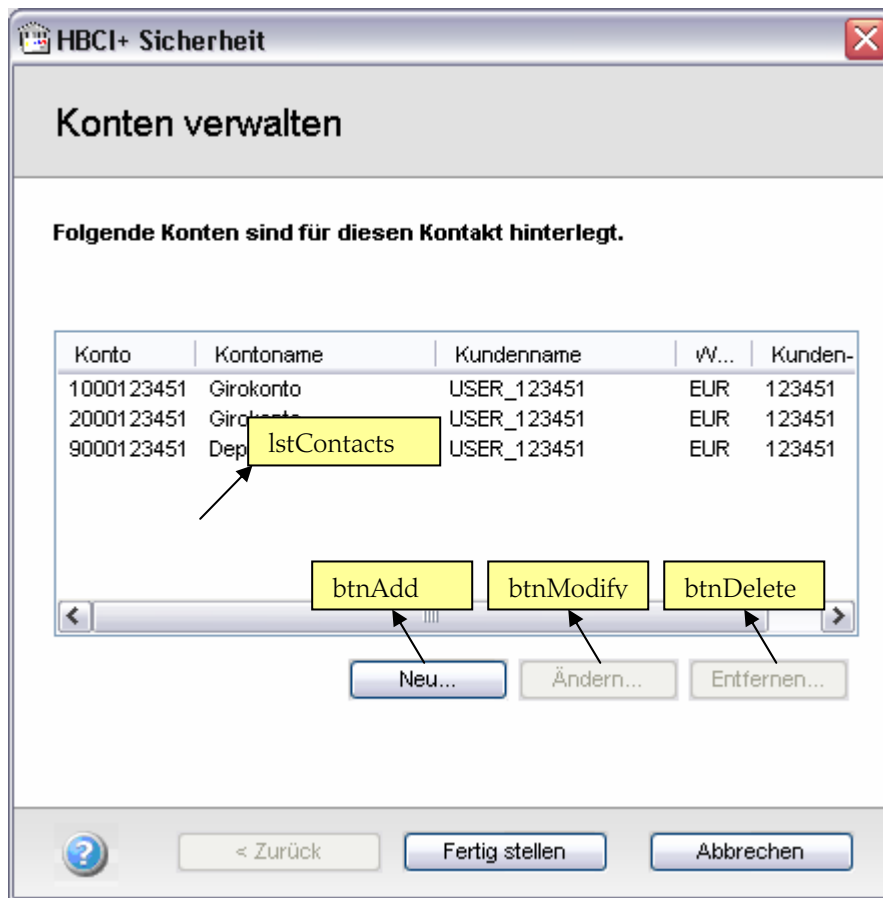 HBCI+ Sicherheit
Konten verwalten
Folgende Konten sind für diesen Kontakt hinterlegt.
Konto Kontoname Kundenname W... Kunden-
1000123451 Girokonto USER_123451 EUR 123451
2000123451 Girokonto USER_123451 EUR 123451
9000123451 Dep USER_123451 EUR 123451
lstContacts
btnAdd btnModify btnDelete
Neu... Ändern... Entfernen...
< Zurück Fertig stellen Abbrechen